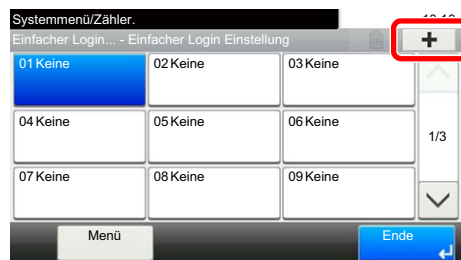 Systemmenü/Zähler.
Einfacher Login... - Einfacher Login Einstellung
+
01 Keine
02 Keine
03 Keine
04 Keine
05 Keine
06 Keine
1/3
07 Keine
08 Keine
09 Keine
Menü
Ende